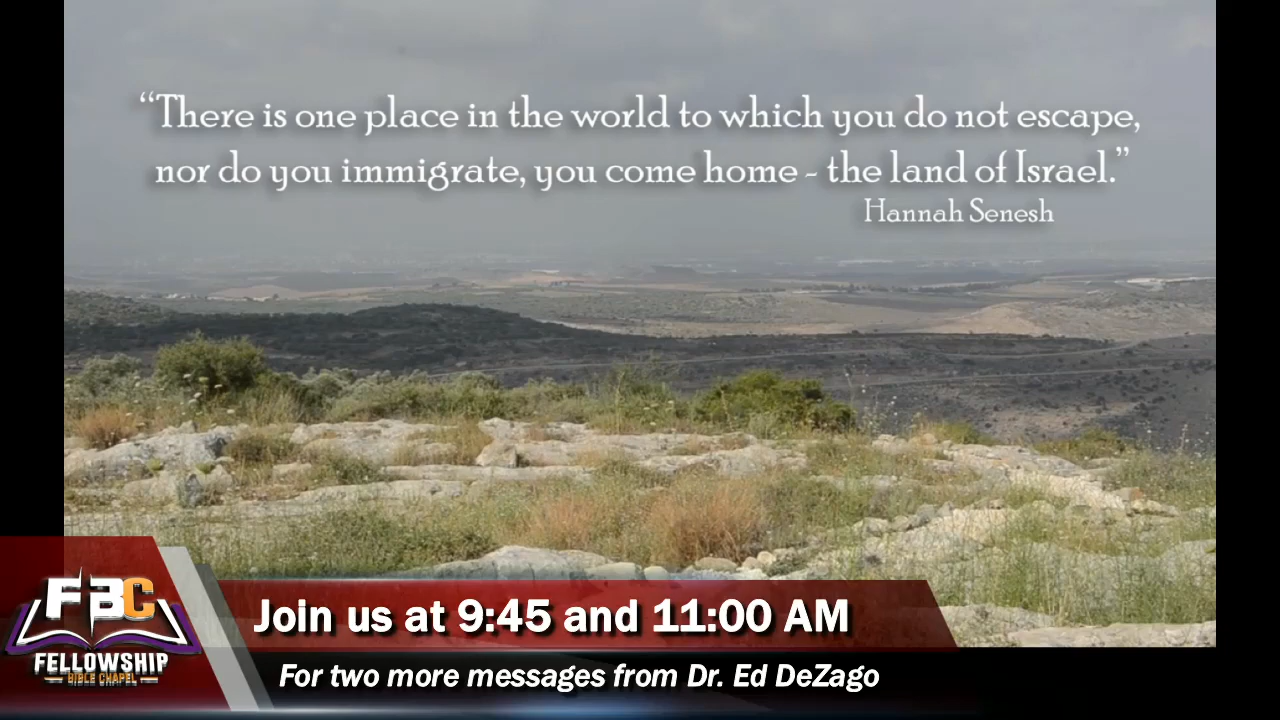 “There is one place in the world to which you do not escape,
nor do you immigrate, you come home - the land of Israel.”
Hannah Senesh
FBC
FELLOWSHIP
BIBLE CHAPEL
Join us at 9:45 and 11:00 AM
For two more messages from Dr. Ed DeZago